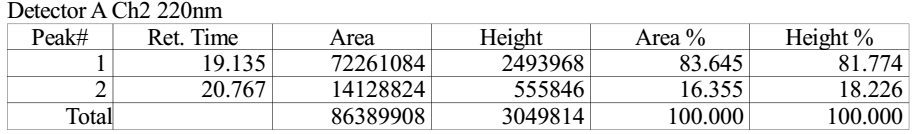 Detector A Ch2 220nm
Peak# Ret. Time Area Height Area % Height %
1 19.135 72261084 2493968 83.645 81.774
2 20.767 14128824 555846 16.355 18.226
Total 86389908 3049814 100.000 100.000